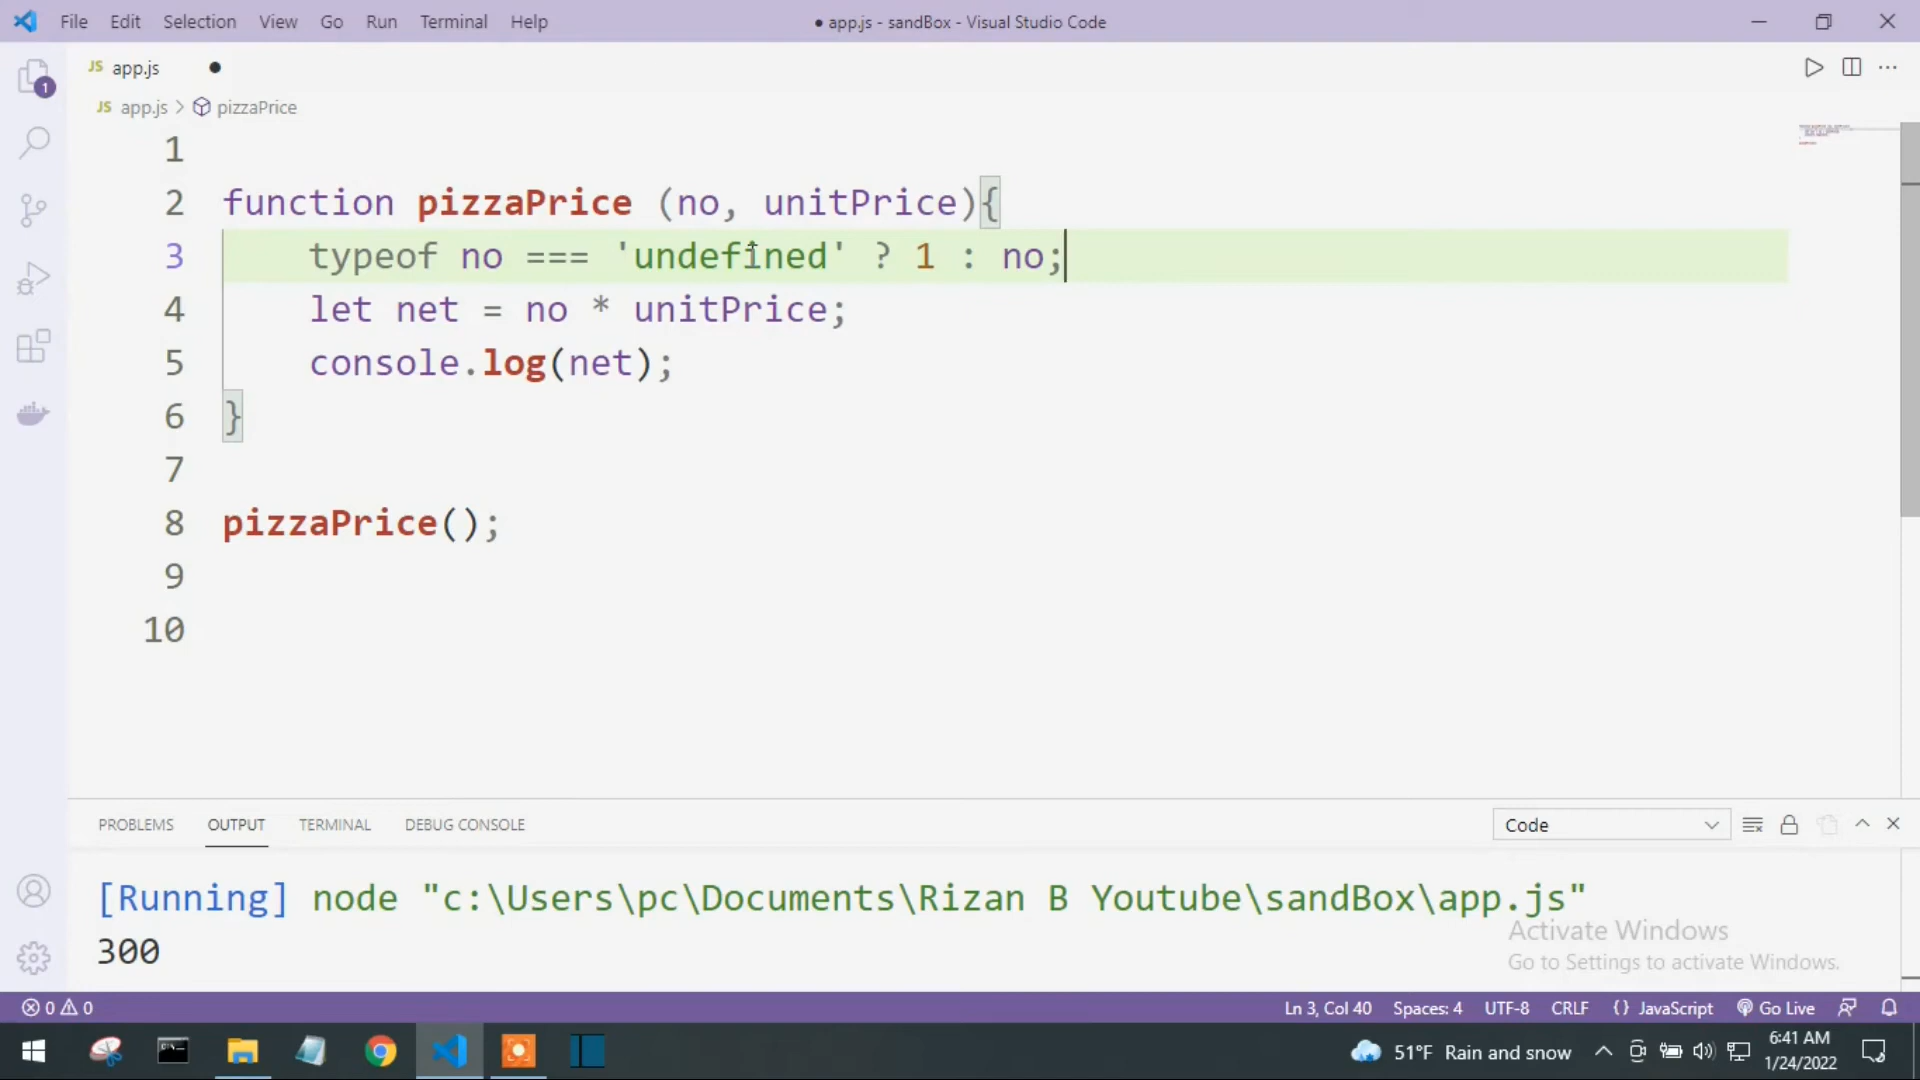 File Edit Selection View Go Run Terminal Help ● app.js - sandBox - Visual Studio Code
JS app.js ●
JS app.js > pizzaPrice
1
1
2 function pizzaPrice (no, unitPrice){
3 typeof no === 'undefined' ? 1 : no;
4 let net = no * unitPrice;
5 console.log(net);
6 }
7
8 pizzaPrice();
9
10
PROBLEMS OUTPUT TERMINAL DEBUG CONSOLE Code
[Running] node "c:\Users\pc\Documents\Rizan B Youtube\sandBox\app.js"
300
Activate Windows
Go to Settings to activate Windows.
0 0 Ln 3, Col 40 Spaces: 4 UTF-8 CRLF {} JavaScript Go Live
51°F Rain and snow 6:41 AM
1/24/2022